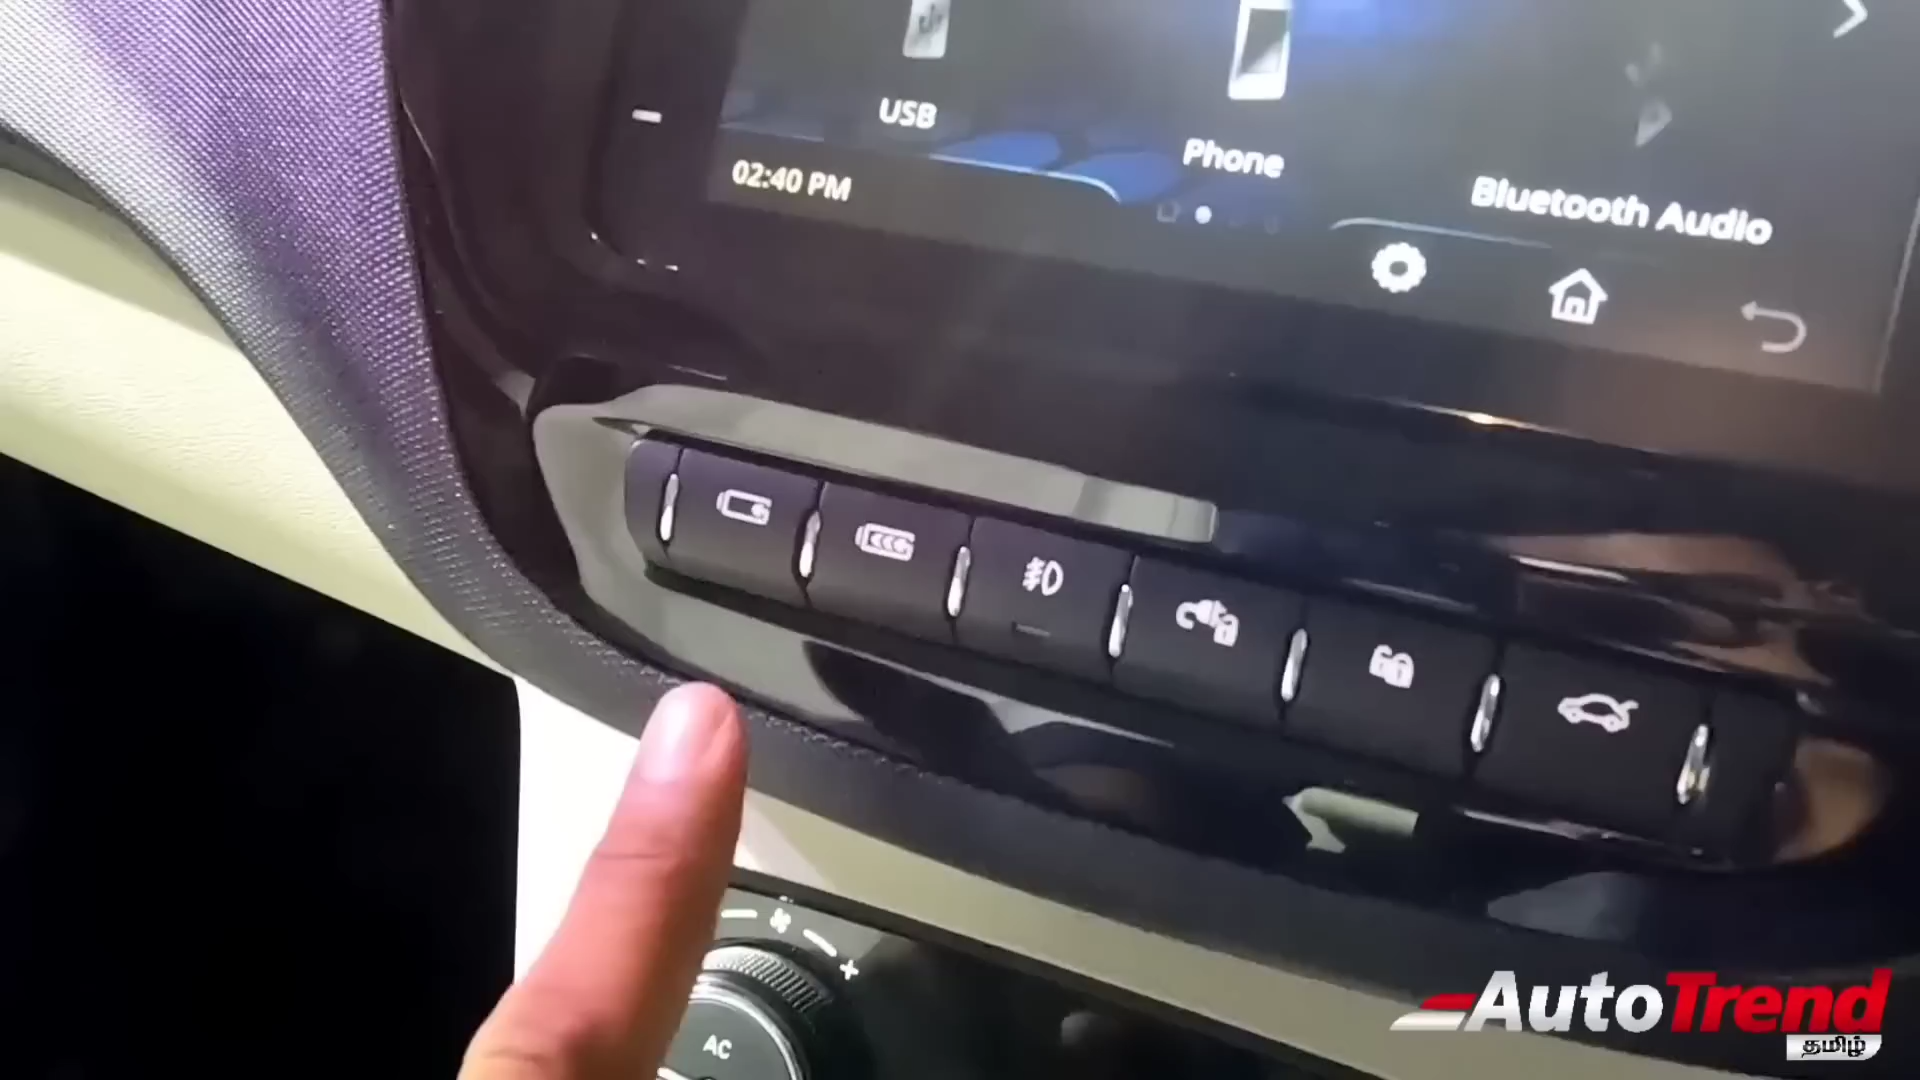 USB
Phone
Bluetooth Audio
02:40 PM
- +
AC
AutoTrend
தமிழ்